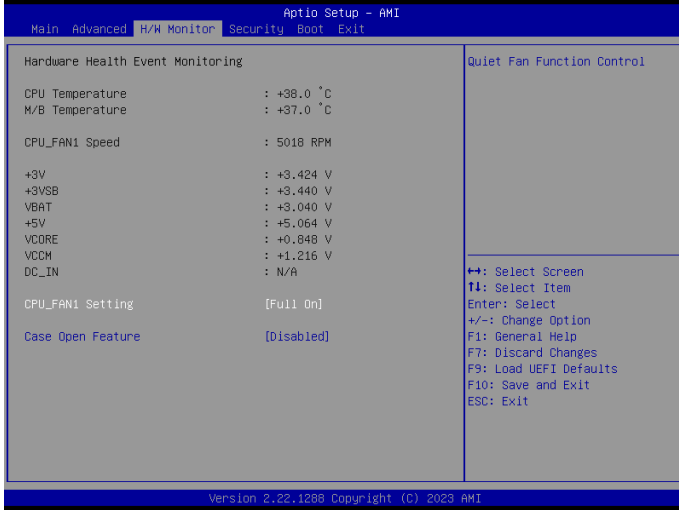 Aptio Setup - AMI
Main Advanced H/W Monitor Security Boot Exit
Hardware Health Event Monitoring
CPU Temperature : +38.0 °C
M/B Temperature : +37.0 °C
CPU_FAN1 Speed : 5018 RPM
+3V : +3.424 V
+3VSB : +3.440 V
VBAT : +3.040 V
+5V : +5.064 V
VCORE : +0.848 V
VCCM : +1.216 V
DC_IN : N/A
CPU_FAN1 Setting [Full On]
Case Open Feature [Disabled]
Quiet Fan Function Control
↔: Select Screen
↑↓: Select Item
Enter: Select
+/-: Change Option
F1: General Help
F7: Discard Changes
F9: Load UEFI Defaults
F10: Save and Exit
ESC: Exit
Version 2.22.1288 Copyright (C) 2023 AMI